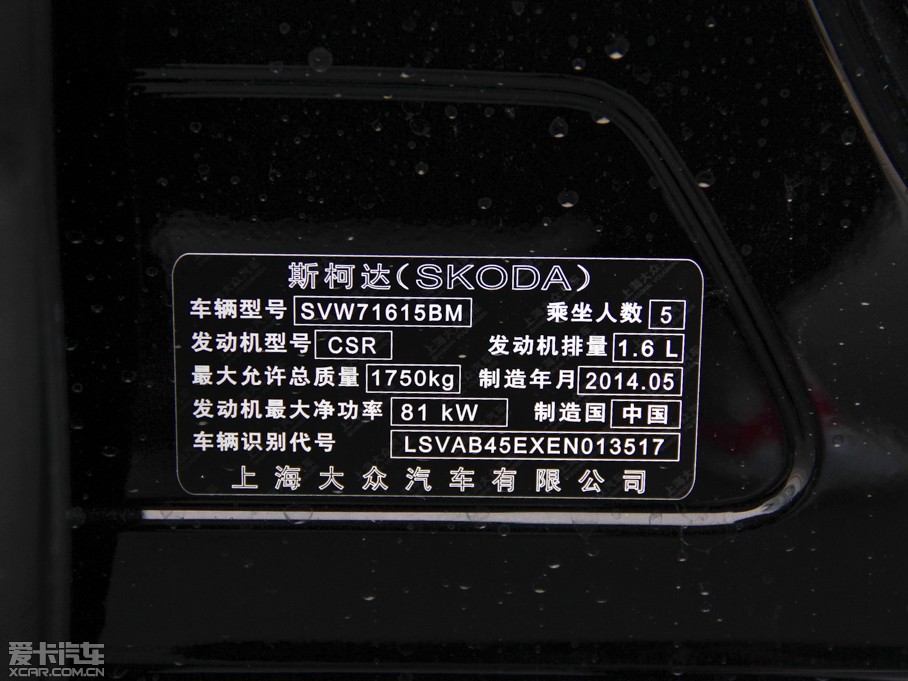 斯柯达(SKODA)
车辆型号 SVW71615BM 乘坐人数 5
发动机型号 CSR 发动机排量 1.6 L
最大允许总质量 1750kg 制造年月 2014.05
发动机最大净功率 81 kW 制造国 中国
车辆识别代号 LSVAB45EXEN013517
上海大众汽车有限公司
爱卡汽车
XCAR.COM.CN